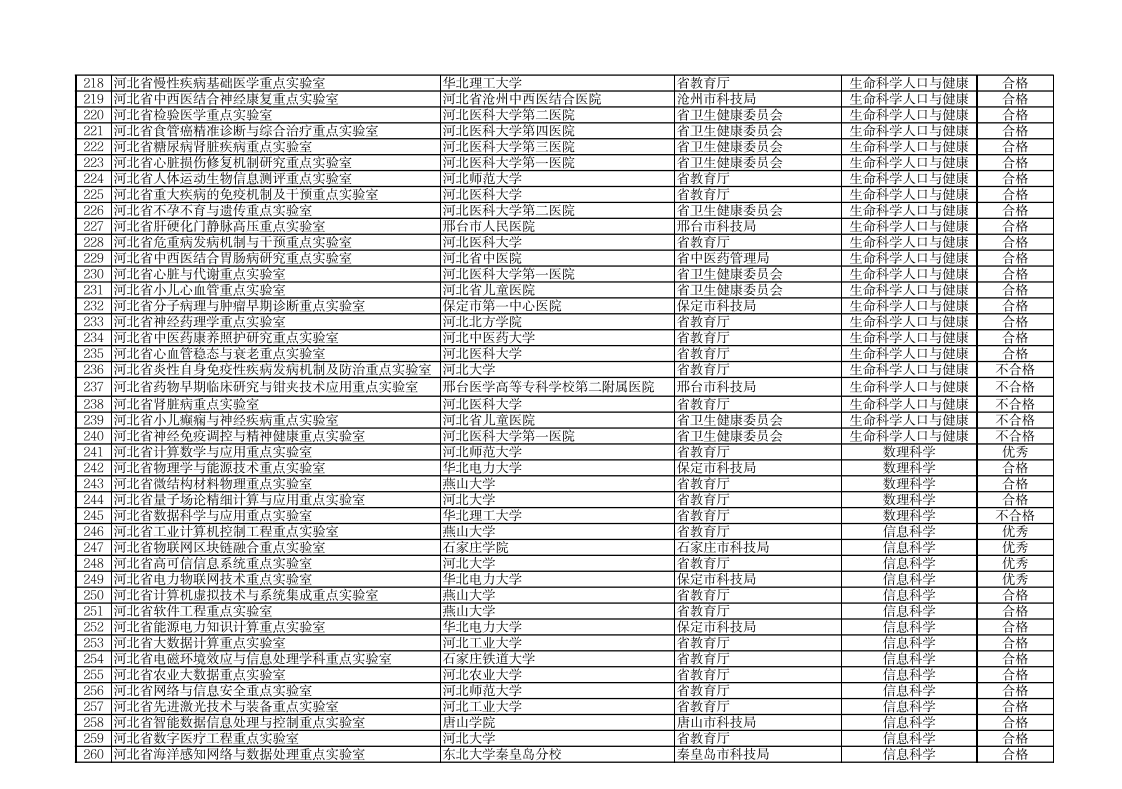 218 河北省慢性疾病基础医学重点实验室 华北理工大学 省教育厅 生命科学人口与健康 合格
219 河北省中西医结合神经康复重点实验室 河北省沧州中西医结合医院 沧州市科技局 生命科学人口与健康 合格
220 河北省检验医学重点实验室 河北医科大学第二医院 省卫生健康委员会 生命科学人口与健康 合格
221 河北省食管癌精准诊断与综合治疗重点实验室 河北医科大学第四医院 省卫生健康委员会 生命科学人口与健康 合格
222 河北省糖尿病肾脏疾病重点实验室 河北医科大学第三医院 省卫生健康委员会 生命科学人口与健康 合格
223 河北省心脏损伤修复机制研究重点实验室 河北医科大学第一医院 省卫生健康委员会 生命科学人口与健康 合格
224 河北省人体运动生物信息测评重点实验室 河北师范大学 省教育厅 生命科学人口与健康 合格
225 河北省重大疾病的免疫机制及干预重点实验室 河北医科大学 省教育厅 生命科学人口与健康 合格
226 河北省不孕不育与遗传重点实验室 河北医科大学第二医院 省卫生健康委员会 生命科学人口与健康 合格
227 河北省肝硬化门静脉高压重点实验室 邢台市人民医院 邢台市科技局 生命科学人口与健康 合格
228 河北省危重病发病机制与干预重点实验室 河北医科大学 省教育厅 生命科学人口与健康 合格
229 河北省中西医结合胃肠病研究重点实验室 河北省中医院 省中医药管理局 生命科学人口与健康 合格
230 河北省心脏与代谢重点实验室 河北医科大学第一医院 省卫生健康委员会 生命科学人口与健康 合格
231 河北省小儿心血管重点实验室 河北省儿童医院 省卫生健康委员会 生命科学人口与健康 合格
232 河北省分子病理与肿瘤早期诊断重点实验室 保定市第一中心医院 保定市科技局 生命科学人口与健康 合格
233 河北省神经药理学重点实验室 河北北方学院 省教育厅 生命科学人口与健康 合格
234 河北省中医药康养照护研究重点实验室 河北中医药大学 省教育厅 生命科学人口与健康 合格
235 河北省心血管稳态与衰老重点实验室 河北医科大学 省教育厅 生命科学人口与健康 合格
236 河北省炎性自身免疫性疾病发病机制及防治重点实验室 河北大学 省教育厅 生命科学人口与健康 不合格
237 河北省药物早期临床研究与钳夹技术应用重点实验室 邢台医学高等专科学校第二附属医院 邢台市科技局 生命科学人口与健康 不合格
238 河北省肾脏病重点实验室 河北医科大学 省教育厅 生命科学人口与健康 不合格
239 河北省小儿癫痫与神经疾病重点实验室 河北省儿童医院 省卫生健康委员会 生命科学人口与健康 不合格
240 河北省神经免疫调控与精神健康重点实验室 河北医科大学第一医院 省卫生健康委员会 生命科学人口与健康 不合格
241 河北省计算数学与应用重点实验室 河北师范大学 省教育厅 数理科学 优秀
242 河北省物理学与能源技术重点实验室 华北电力大学 保定市科技局 数理科学 合格
243 河北省微结构材料物理重点实验室 燕山大学 省教育厅 数理科学 合格
244 河北省量子场论精细计算与应用重点实验室 河北大学 省教育厅 数理科学 合格
245 河北省数据科学与应用重点实验室 华北理工大学 省教育厅 数理科学 不合格
246 河北省工业计算机控制工程重点实验室 燕山大学 省教育厅 信息科学 优秀
247 河北省物联网区块链融合重点实验室 石家庄学院 石家庄市科技局 信息科学 优秀
248 河北省高可信信息系统重点实验室 河北大学 省教育厅 信息科学 优秀
249 河北省电力物联网技术重点实验室 华北电力大学 保定市科技局 信息科学 优秀
250 河北省计算机虚拟技术与系统集成重点实验室 燕山大学 省教育厅 信息科学 合格
251 河北省软件工程重点实验室 燕山大学 省教育厅 信息科学 合格
252 河北省能源电力知识计算重点实验室 华北电力大学 保定市科技局 信息科学 合格
253 河北省大数据计算重点实验室 河北工业大学 省教育厅 信息科学 合格
254 河北省电磁环境效应与信息处理学科重点实验室 石家庄铁道大学 省教育厅 信息科学 合格
255 河北省农业大数据重点实验室 河北农业大学 省教育厅 信息科学 合格
256 河北省网络与信息安全重点实验室 河北师范大学 省教育厅 信息科学 合格
257 河北省先进激光技术与装备重点实验室 河北工业大学 省教育厅 信息科学 合格
258 河北省智能数据信息处理与控制重点实验室 唐山学院 唐山市科技局 信息科学 合格
259 河北省数字医疗工程重点实验室 河北大学 省教育厅 信息科学 合格
260 河北省海洋感知网络与数据处理重点实验室 东北大学秦皇岛分校 秦皇岛市科技局 信息科学 合格